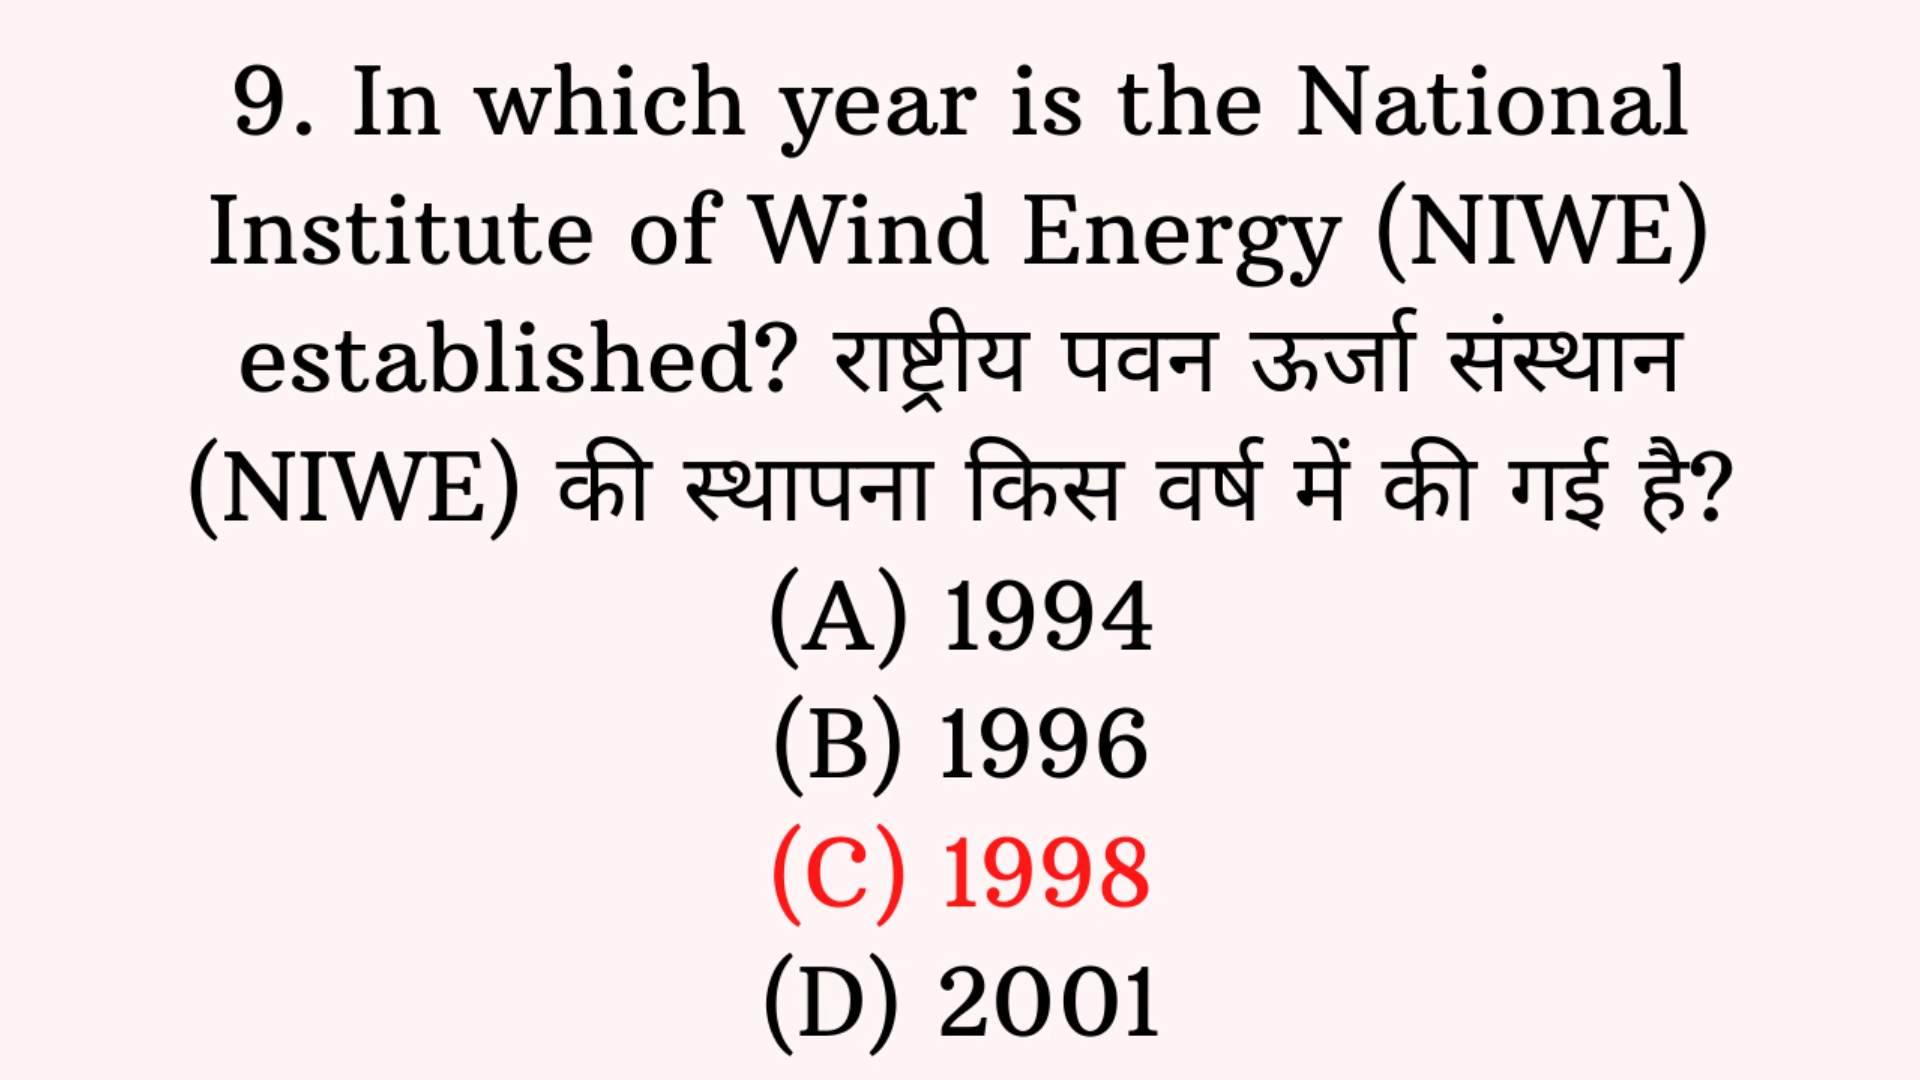 9. In which year is the National
Institute of Wind Energy (NIWE)
established? राष्ट्रीय पवन ऊर्जा संस्थान
(NIWE) की स्थापना किस वर्ष में की गई है?
(A) 1994
(B) 1996
(C) 1998
(D) 2001